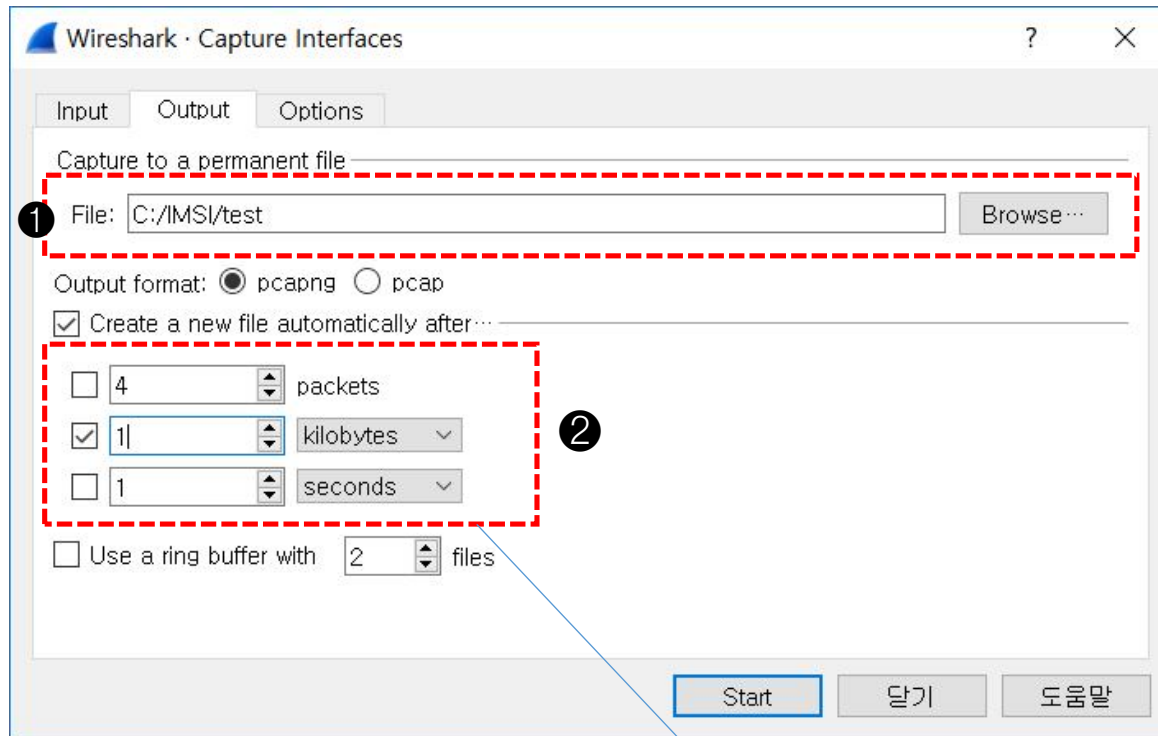 Wireshark · Capture Interfaces
?
Input Output Options
Capture to a permanent file
❶ File: C:/IMSI/test Browse…
Output format: pcapng pcap
Create a new file automatically after…
4 packets
1 kilobytes
❷
1 seconds
Use a ring buffer with 2 files
Start 닫기 도움말